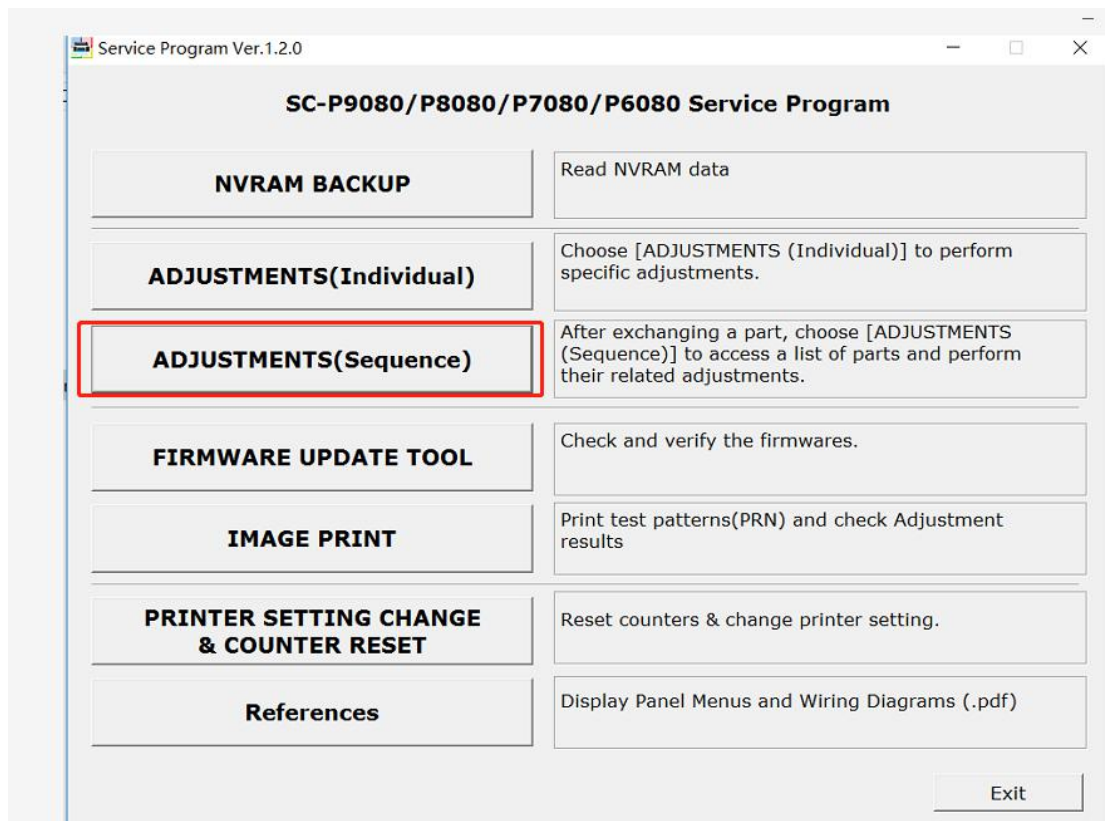 Service Program Ver.1.2.0
SC-P9080/P8080/P7080/P6080 Service Program
NVRAM BACKUP
Read NVRAM data
ADJUSTMENTS(Individual)
Choose [ADJUSTMENTS (Individual)] to perform
specific adjustments.
ADJUSTMENTS(Sequence)
After exchanging a part, choose [ADJUSTMENTS
(Sequence)] to access a list of parts and perform
their related adjustments.
FIRMWARE UPDATE TOOL
Check and verify the firmwares.
IMAGE PRINT
Print test patterns(PRN) and check Adjustment
results
PRINTER SETTING CHANGE
& COUNTER RESET
Reset counters & change printer setting.
References
Display Panel Menus and Wiring Diagrams (.pdf)
Exit